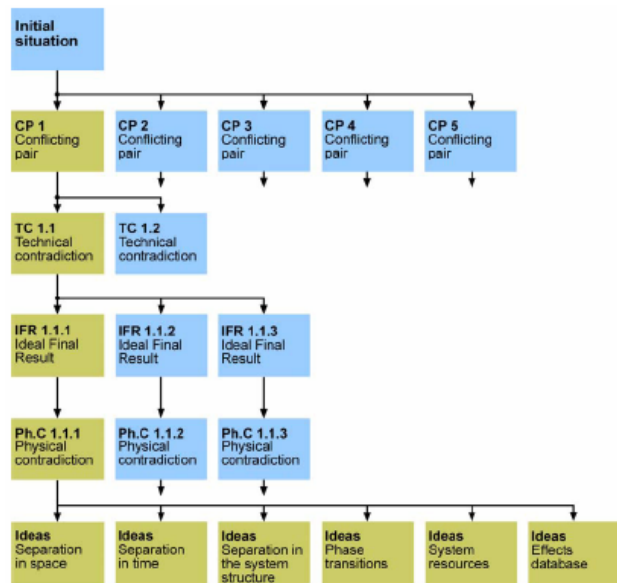 Initial
situation
CP 1
Conflicting
pair
CP 2
Conflicting
pair
CP 3
Conflicting
pair
CP 4
Conflicting
pair
CP 5
Conflicting
pair
TC 1.1
Technical
contradiction
TC 1.2
Technical
contradiction
IFR 1.1.1
Ideal Final
Result
IFR 1.1.2
Ideal Final
Result
IFR 1.1.3
Ideal Final
Result
Ph.C 1.1.1
Physical
contradiction
Ph.C 1.1.2
Physical
contradiction
Ph.C 1.1.3
Physical
contradiction
Ideas
Separation
in space
Ideas
Separation
in time
Ideas
Separation in
the system
structure
Ideas
Phase
transitions
Ideas
System
resources
Ideas
Effects
database